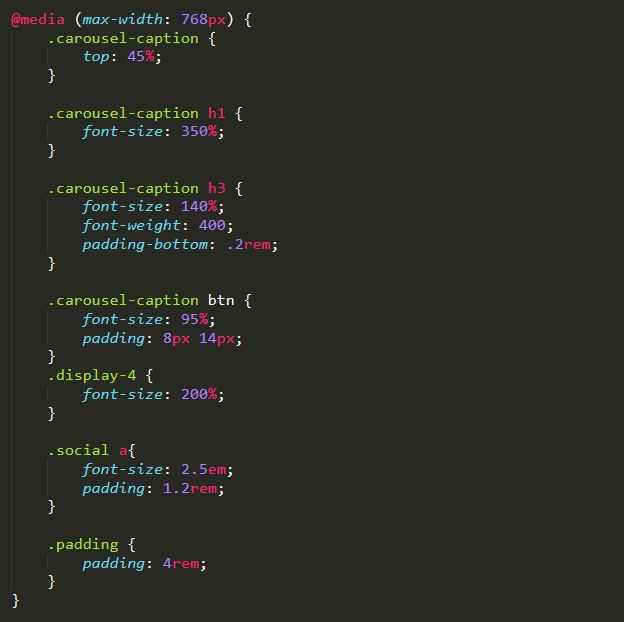 @media (max-width: 768px) {
    .carousel-caption {
        top: 45%;
    }

    .carousel-caption h1 {
        font-size: 350%;
    }

    .carousel-caption h3 {
        font-size: 140%;
        font-weight: 400;
        padding-bottom: .2rem;
    }

    .carousel-caption btn {
        font-size: 95%;
        padding: 8px 14px;
    }
    .display-4 {
        font-size: 200%;
    }

    .social a{
        font-size: 2.5em;
        padding: 1.2rem;
    }

    .padding {
        padding: 4rem;
    }
}